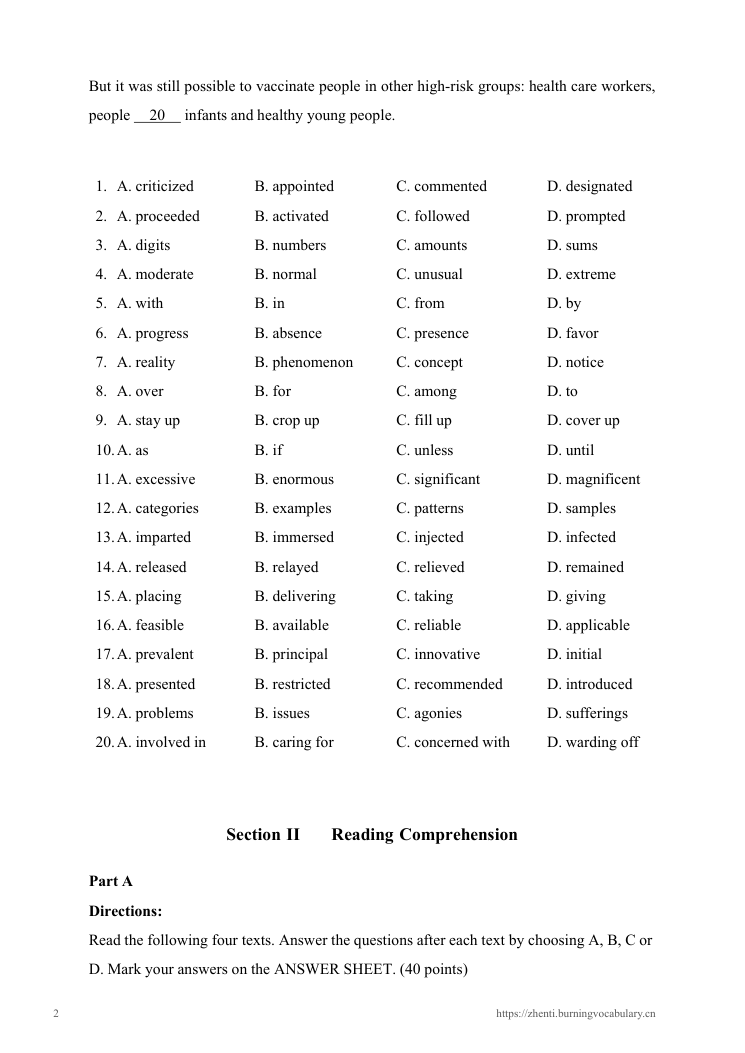 But it was still possible to vaccinate people in other high-risk groups: health care workers,
people __20__ infants and healthy young people.
1. A. criticized B. appointed C. commented D. designated
2. A. proceeded B. activated C. followed D. prompted
3. A. digits B. numbers C. amounts D. sums
4. A. moderate B. normal C. unusual D. extreme
5. A. with B. in C. from D. by
6. A. progress B. absence C. presence D. favor
7. A. reality B. phenomenon C. concept D. notice
8. A. over B. for C. among D. to
9. A. stay up B. crop up C. fill up D. cover up
10. A. as B. if C. unless D. until
11. A. excessive B. enormous C. significant D. magnificent
12. A. categories B. examples C. patterns D. samples
13. A. imparted B. immersed C. injected D. infected
14. A. released B. relayed C. relieved D. remained
15. A. placing B. delivering C. taking D. giving
16. A. feasible B. available C. reliable D. applicable
17. A. prevalent B. principal C. innovative D. initial
18. A. presented B. restricted C. recommended D. introduced
19. A. problems B. issues C. agonies D. sufferings
20. A. involved in B. caring for C. concerned with D. warding off
Section II Reading Comprehension
Part A
Directions:
Read the following four texts. Answer the questions after each text by choosing A, B, C or
D. Mark your answers on the ANSWER SHEET. (40 points)
2 https://zhenti.burningvocabulary.cn